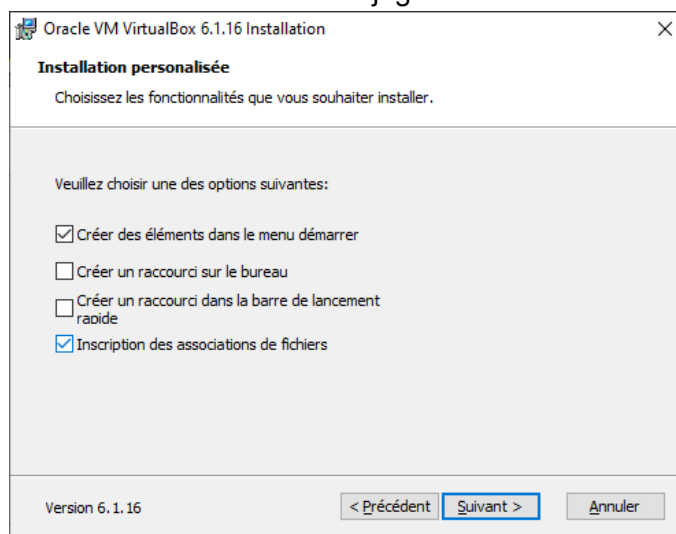 Oracle VM VirtualBox 6.1.16 Installation
Installation personalisée
Choisissez les fonctionnalités que vous souhaiter installer.
Veuillez choisir une des options suivantes:
Créer des éléments dans le menu démarrer
Créer un raccourci sur le bureau
Créer un raccourci dans la barre de lancement
rapide
Inscription des associations de fichiers
Version 6.1.16
< Précédent
Suivant >
Annuler